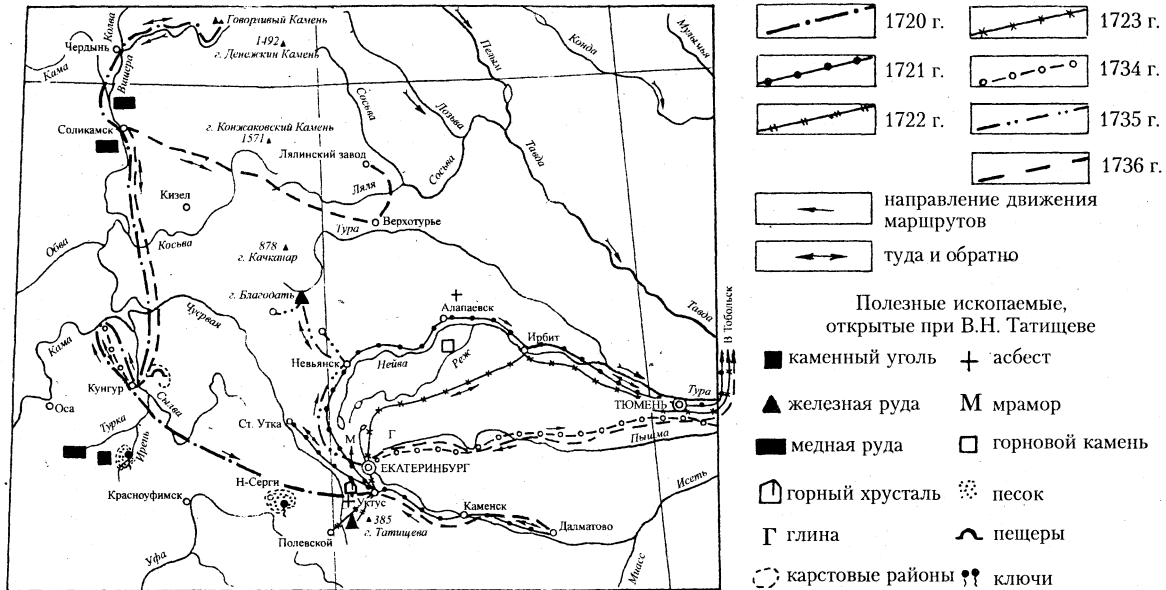 Колва
Говорливый Камень
1492
г. Денежкин Камень
Чердынь
Кама
Вишера
Пелым
Конда
Мулымья
Сосьва
Лозьва
Соликамск
г. Конжаковский Камень
1571
Лялинский завод
Тавда
Сосьва
Ляля
Кизел
Верхотурье
Тура
Обва
Косьва
878
г. Качканар
г. Благодать
Чусовая
Тавда
Алапаевск
Кама
Невьянск
Нейва
Реж
Ирбит
В Тобольск
Кунгур
Сылва
Оса
Турка
Ирень
Ст. Утка
М
Г
Тура
ТЮМЕНЬ
Пышма
ЕКАТЕРИНБУРГ
Н-Серги
Уктус
Исеть
Красноуфимск
Каменск
385
г. Татищева
Далматово
Полевской
Уфа
Миасс
1720 г.
1723 г.
1721 г.
1734 г.
1722 г.
1735 г.
1736 г.
направление движения
маршрутов
туда и обратно
Полезные ископаемые,
открытые при В.Н. Татищеве
каменный уголь
асбест
железная руда
М мрамор
медная руда
горновой камень
горный хрусталь
песок
Г глина
пещеры
карстовые районы
ключи